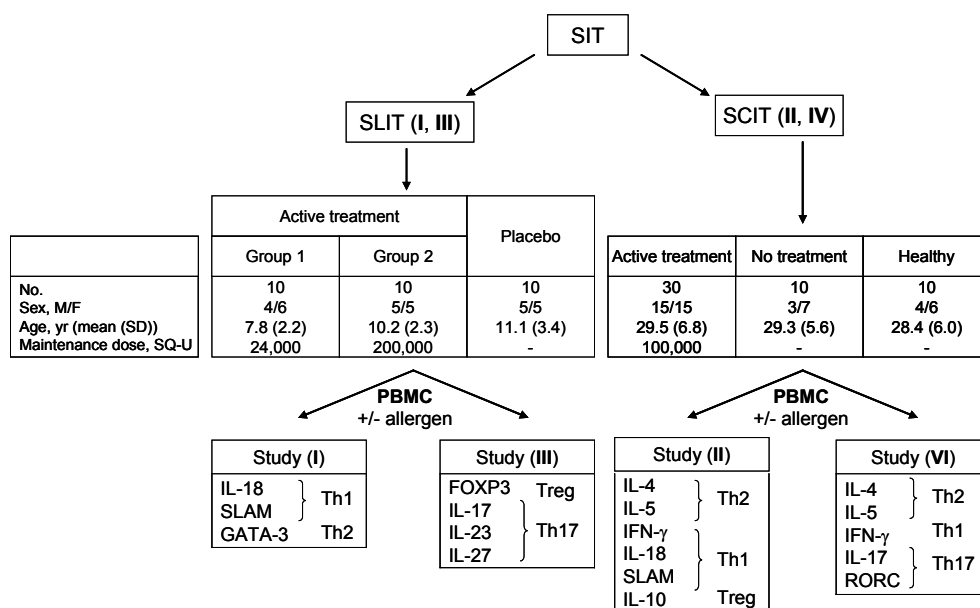 SIT
SLIT (I, III)
SCIT (II, IV)
Active treatment
Placebo
Group 1 Group 2
Active treatment No treatment Healthy
No. 10 10 10 30 10 10
Sex, M/F 4/6 5/5 5/5 15/15 3/7 4/6
Age, yr (mean (SD)) 7.8 (2.2) 10.2 (2.3) 11.1 (3.4) 29.5 (6.8) 29.3 (5.6) 28.4 (6.0)
Maintenance dose, SQ-U 24,000 200,000 - 100,000 - -
PBMC
+/- allergen
PBMC
+/- allergen
Study (I)
IL-18
SLAM
Th1
GATA-3 Th2
Study (III)
FOXP3 Treg
IL-17
IL-23
IL-27
Th17
Study (II)
IL-4
IL-5
Th2
IFN-γ
IL-18
SLAM
Th1
IL-10 Treg
Study (VI)
IL-4
IL-5
Th2
IFN-γ Th1
IL-17
RORC
Th17